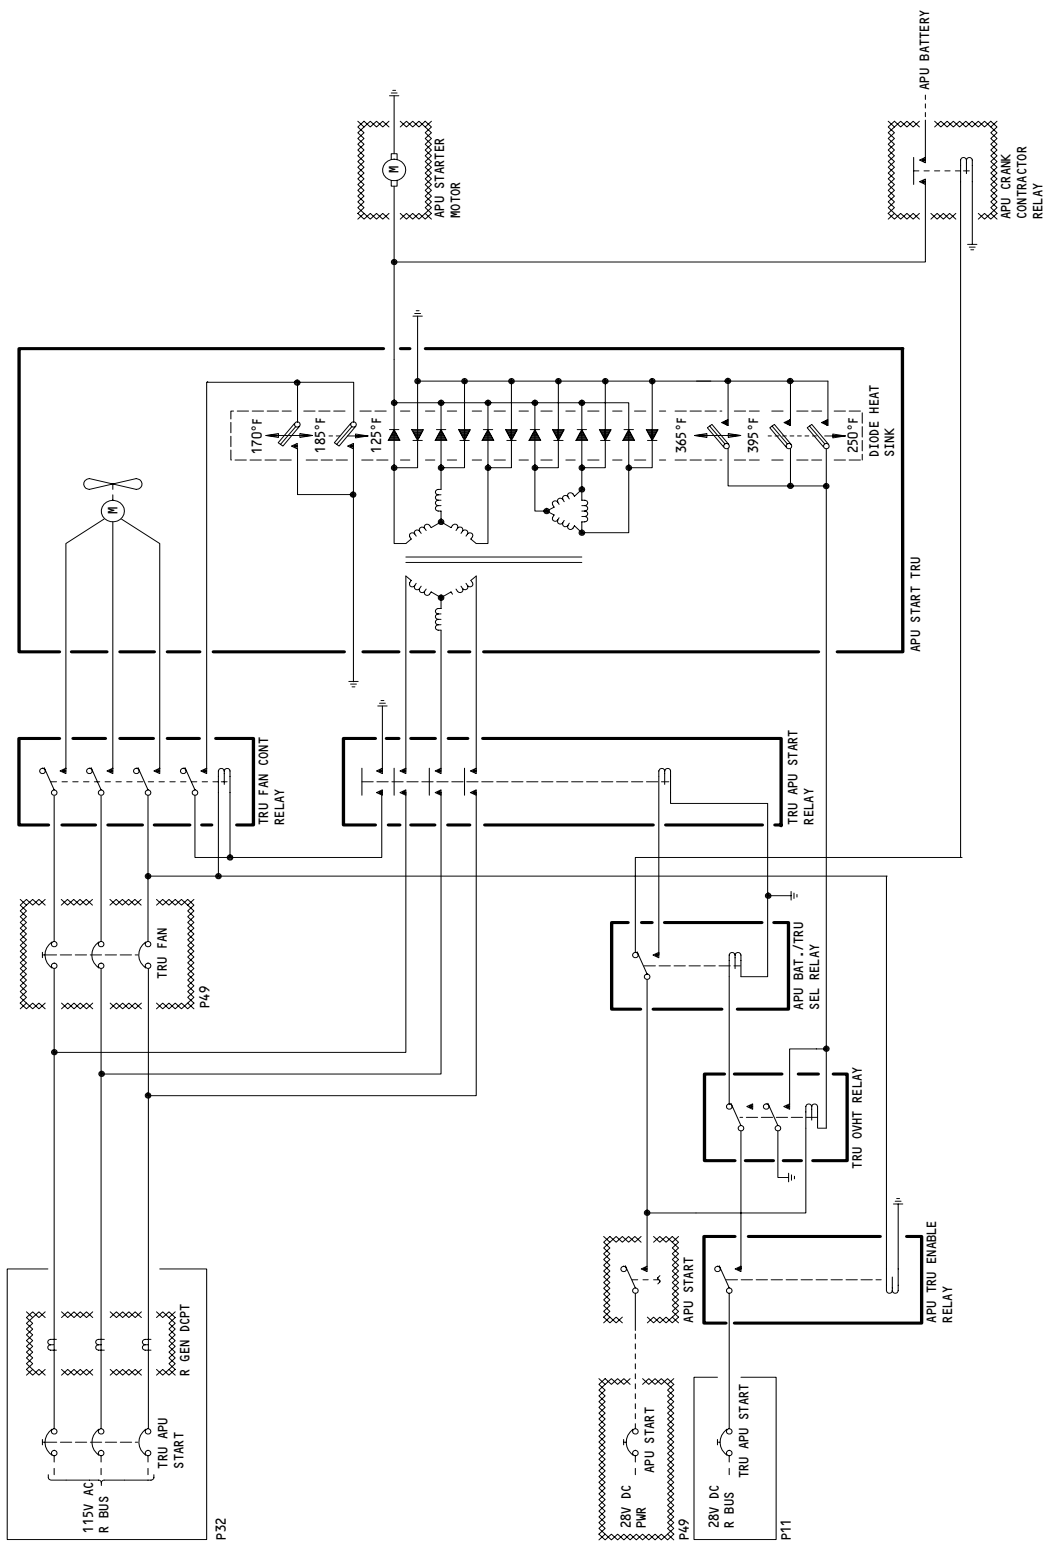 115V AC
R BUS
TRU APU
START
P32
R GEN DCPT
TRU FAN
P49
TRU FAN CONT
RELAY
M
170°F
185°F
125°F
365°F
395°F
250°F
DIODE HEAT
SINK
APU START TRU
TRU APU START
RELAY
M
APU STARTER
MOTOR
APU BATTERY
APU CRANK
CONTRACTOR
RELAY
APU BAT./TRU
SEL RELAY
TRU OVHT RELAY
APU TRU ENABLE
RELAY
APU START
28V DC
PWR
APU START
P49
28V DC
R BUS
TRU APU START
P11